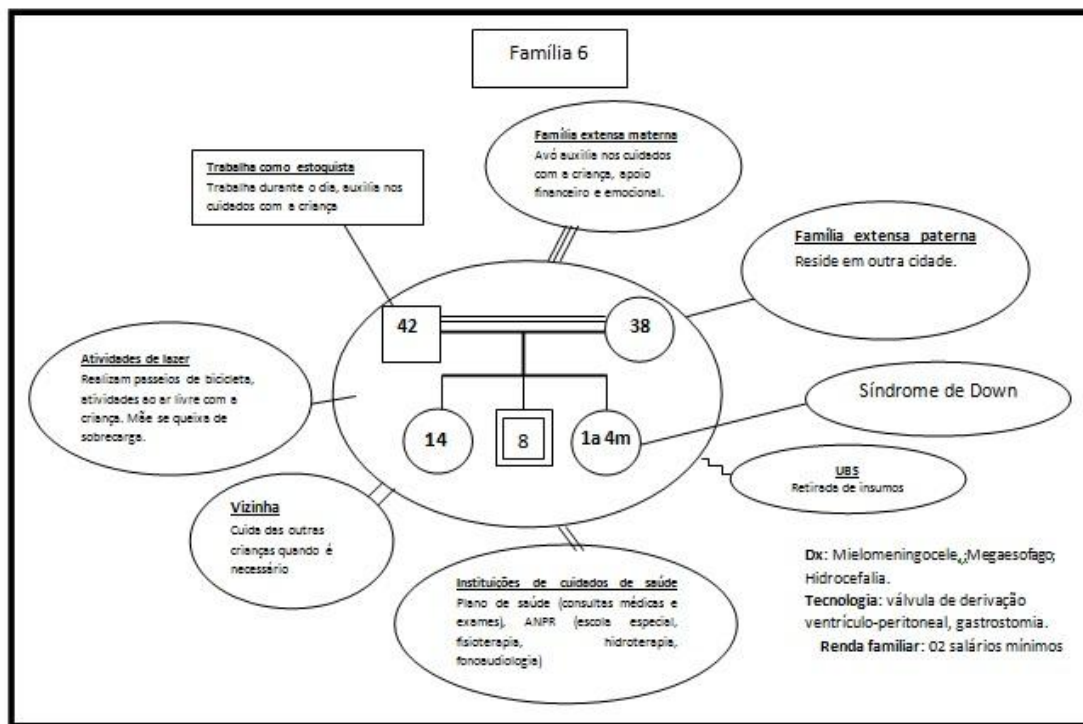 Família 6
Família extensa materna
Avó auxilia nos cuidados
com a criança, apoio
financeiro e emocional.
Trabalha como estoquista
Trabalha durante o dia, auxilia nos
cuidados com a criança
Família extensa paterna
Reside em outra cidade.
42
38
Atividades de lazer
Realizam passeios de bicicleta,
atividades ao ar livre com a
criança. Mãe se queixa de
sobrecarga.
Síndrome de Down
14
8
1a 4m
UBS
Retirada de insumos
Vizinha
Cuida das outras
crianças quando é
necessário
Instituições de cuidados de saúde
Plano de saúde (consultas médicas e
exames), ANPR (escola especial,
fisioterapia, hidroterapia,
fonoaudiologia)
Dx: Mielomeningocele,;Megaesofago;
Hidrocefalia.
Tecnologia: válvula de derivação
ventrículo-peritoneal, gastrostomia.
Renda familiar: 02 salários mínimos